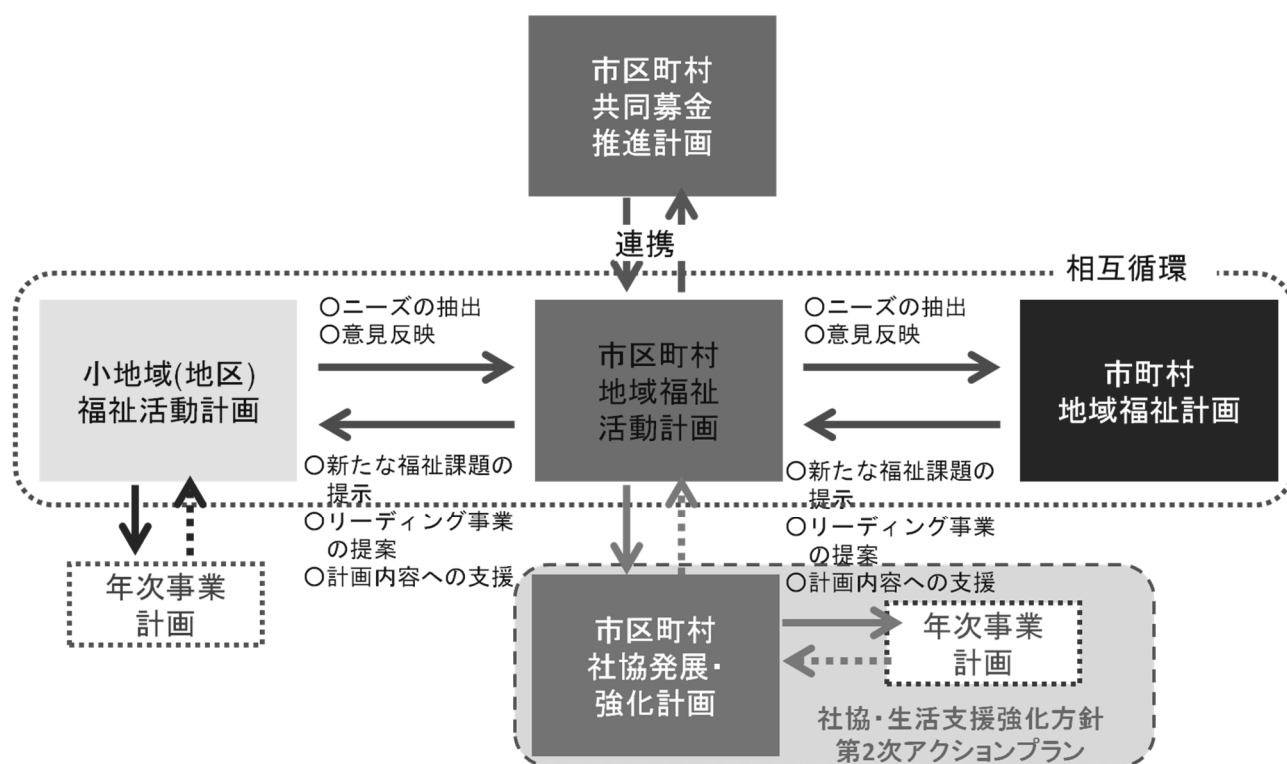 市区町村
共同募金
推進計画
連携
相互循環
小地域(地区)
福祉活動計画
○ニーズの抽出
○意見反映
市区町村
地域福祉
活動計画
○ニーズの抽出
○意見反映
市町村
地域福祉計画
○新たな福祉課題の
提示
○リーディング事業
の提案
○計画内容への支援
○新たな福祉課題の
提示
○リーディング事業
の提案
○計画内容への支援
年次事業
計画
市区町村
社協発展・
強化計画
年次事業
計画
社協・生活支援強化方針
第2次アクションプラン